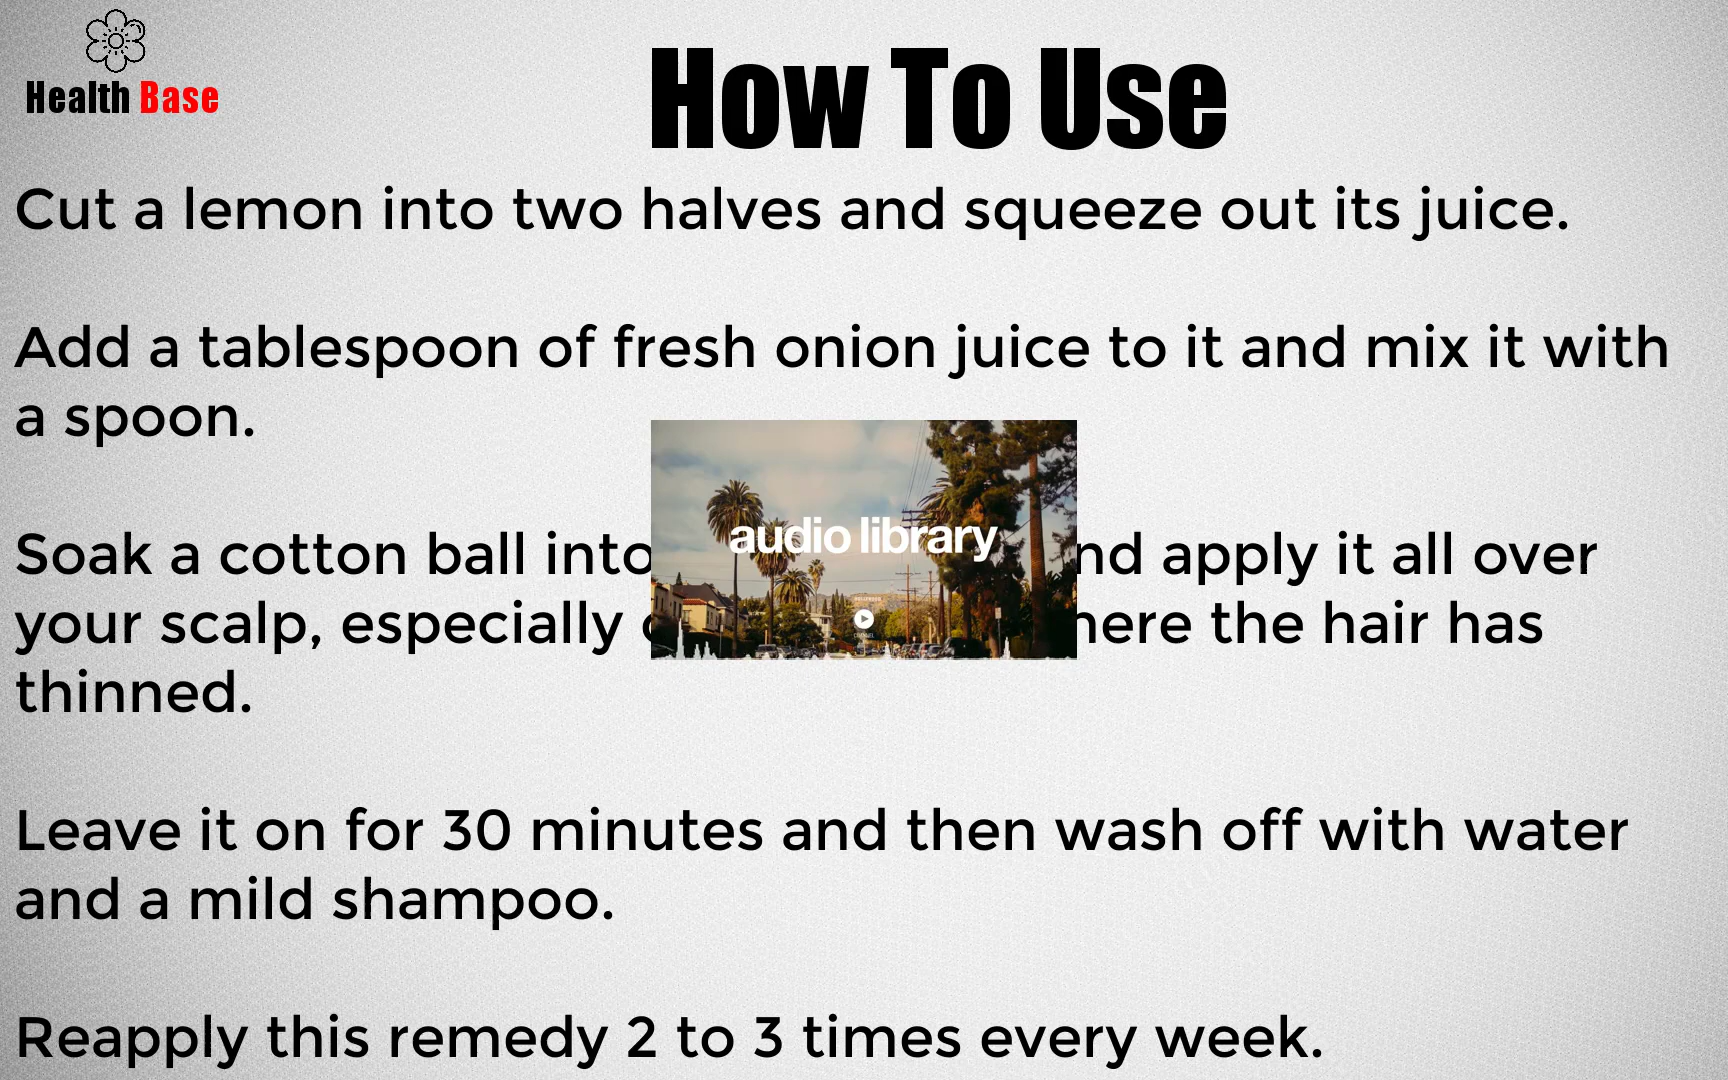 Health Base
How To Use
Cut a lemon into two halves and squeeze out its juice.
Add a tablespoon of fresh onion juice to it and mix it with
a spoon.
Soak a cotton ball into
audio library
apply it all over
your scalp, especially
the hair has
thinned.
Leave it on for 30 minutes and then wash off with water
and a mild shampoo.
Reapply this remedy 2 to 3 times every week.